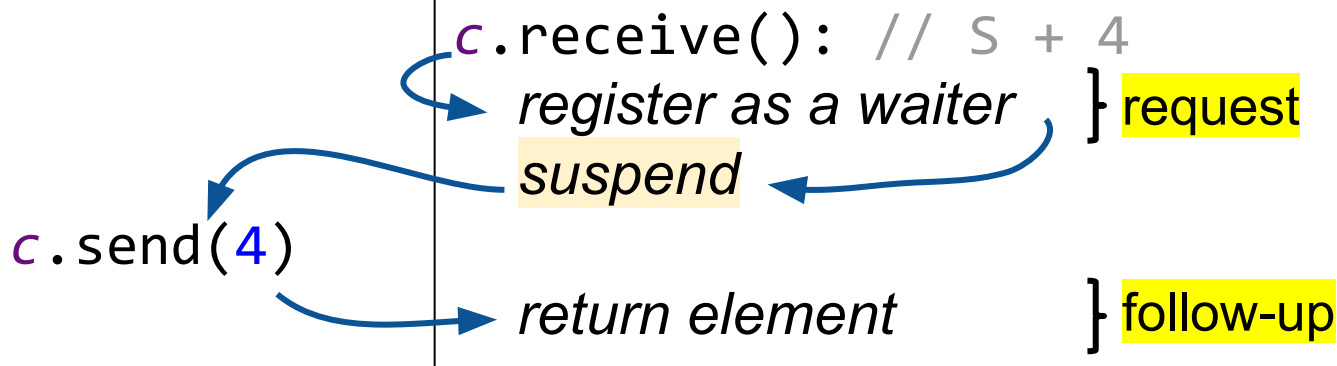 c.receive(): // S + 4
register as a waiter } request
suspend
c.send(4)
return element } follow-up